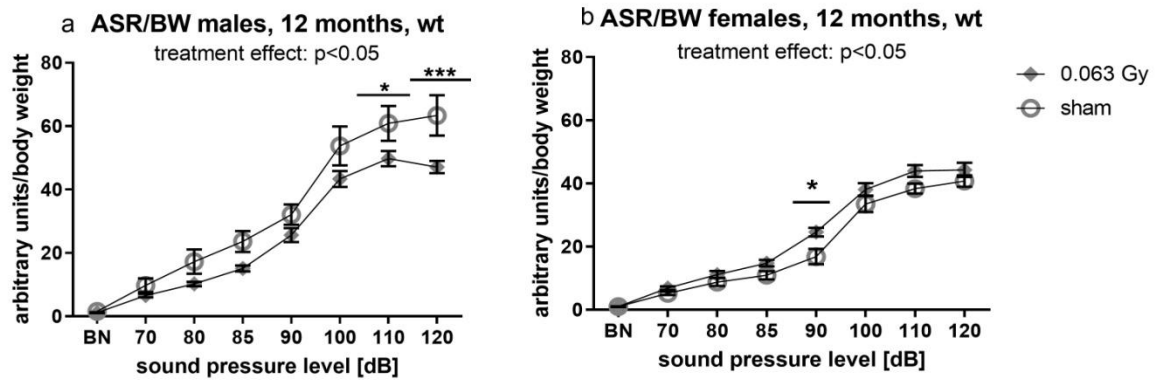 a ASR/BW males, 12 months, wt
treatment effect: p<0.05
* ***
80
60
40
20
0
arbitrary units/body weight
BN 70 80 85 90 100 110 120
sound pressure level [dB]
b ASR/BW females, 12 months, wt
treatment effect: p<0.05
*
80
60
40
20
0
arbitrary units/body weight
BN 70 80 85 90 100 110 120
sound pressure level [dB]
0.063 Gy
sham